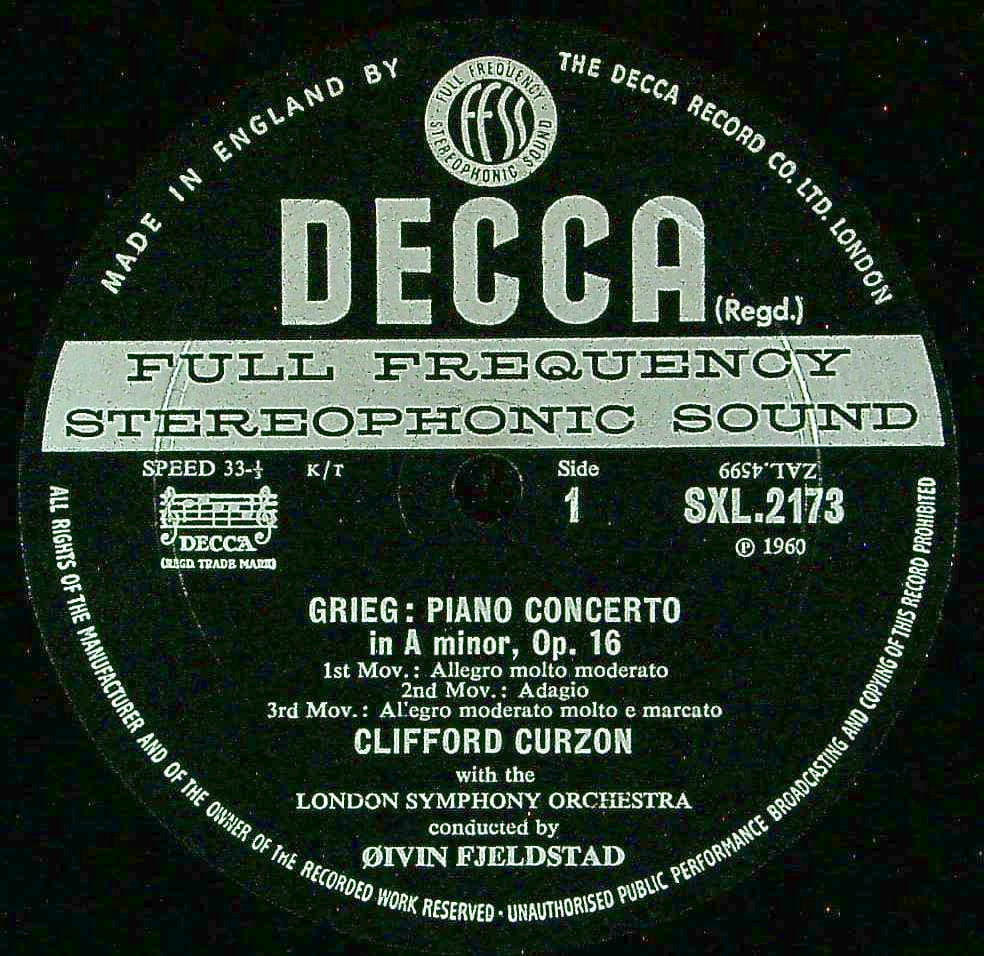 MADE IN ENGLAND BY
THE DECCA RECORD CO. LTD. LONDON
FULL FREQUENCY
FFSS
STEREOPHONIC SOUND
DECCA
(Regd.)
FULL FREQUENCY
STEREOPHONIC SOUND
SPEED 33-⅓ K/T Side ZAL.4599
1 SXL.2173
DECCA
(REGD. TRADE MARK)
℗ 1960
GRIEG: PIANO CONCERTO
in A minor, Op. 16
1st Mov.: Allegro molto moderato
2nd Mov.: Adagio
3rd Mov.: Allegro moderato molto e marcato
CLIFFORD CURZON
with the
LONDON SYMPHONY ORCHESTRA
conducted by
ØIVIN FJELDSTAD
ALL RIGHTS OF THE MANUFACTURER AND OF THE OWNER OF THE RECORDED WORK RESERVED · UNAUTHORISED PUBLIC PERFORMANCE BROADCASTING AND COPYING OF THIS RECORD PROHIBITED